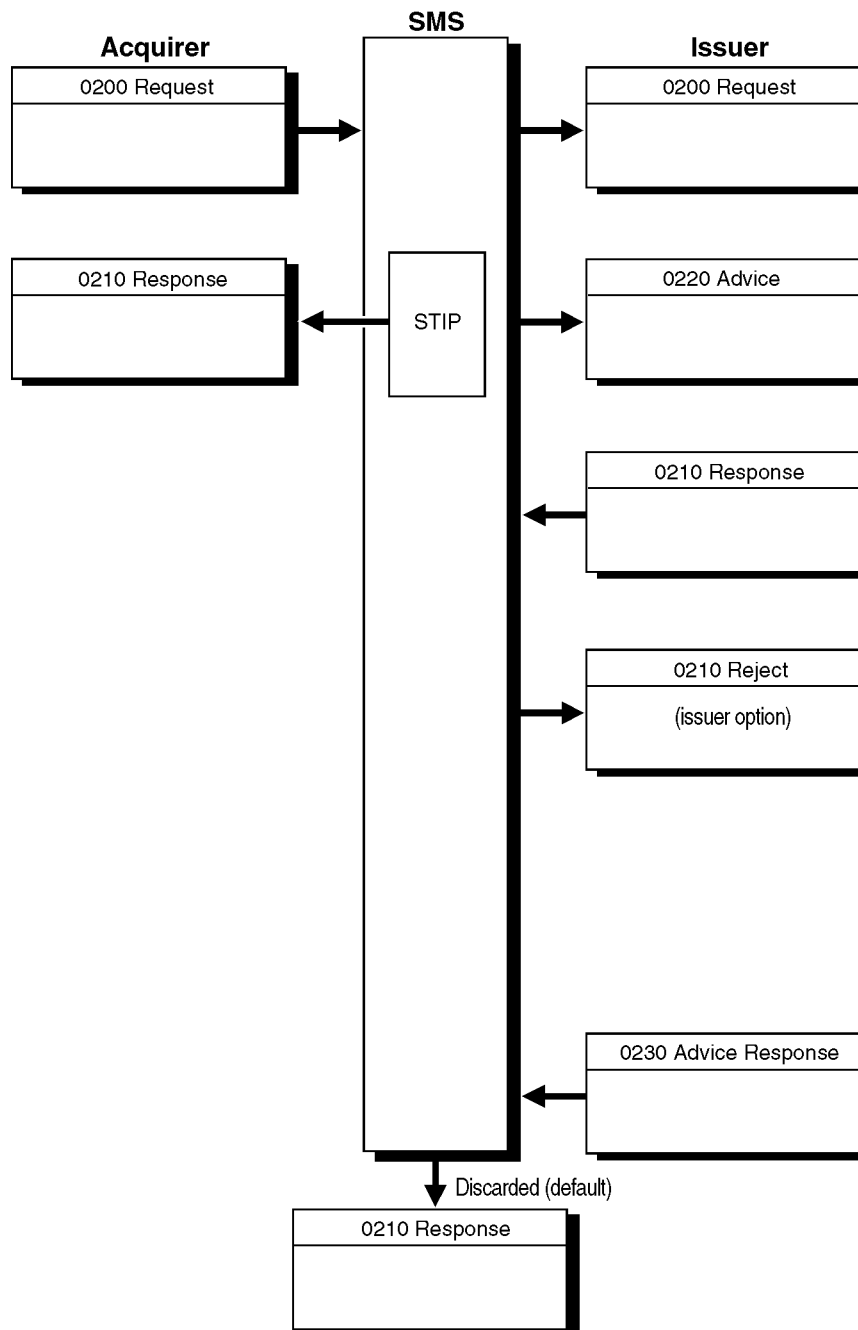 SMS
Acquirer
Issuer
0200 Request
0200 Request
0210 Response
STIP
0220 Advice
0210 Response
0210 Reject
(issuer option)
0230 Advice Response
Discarded (default)
0210 Response